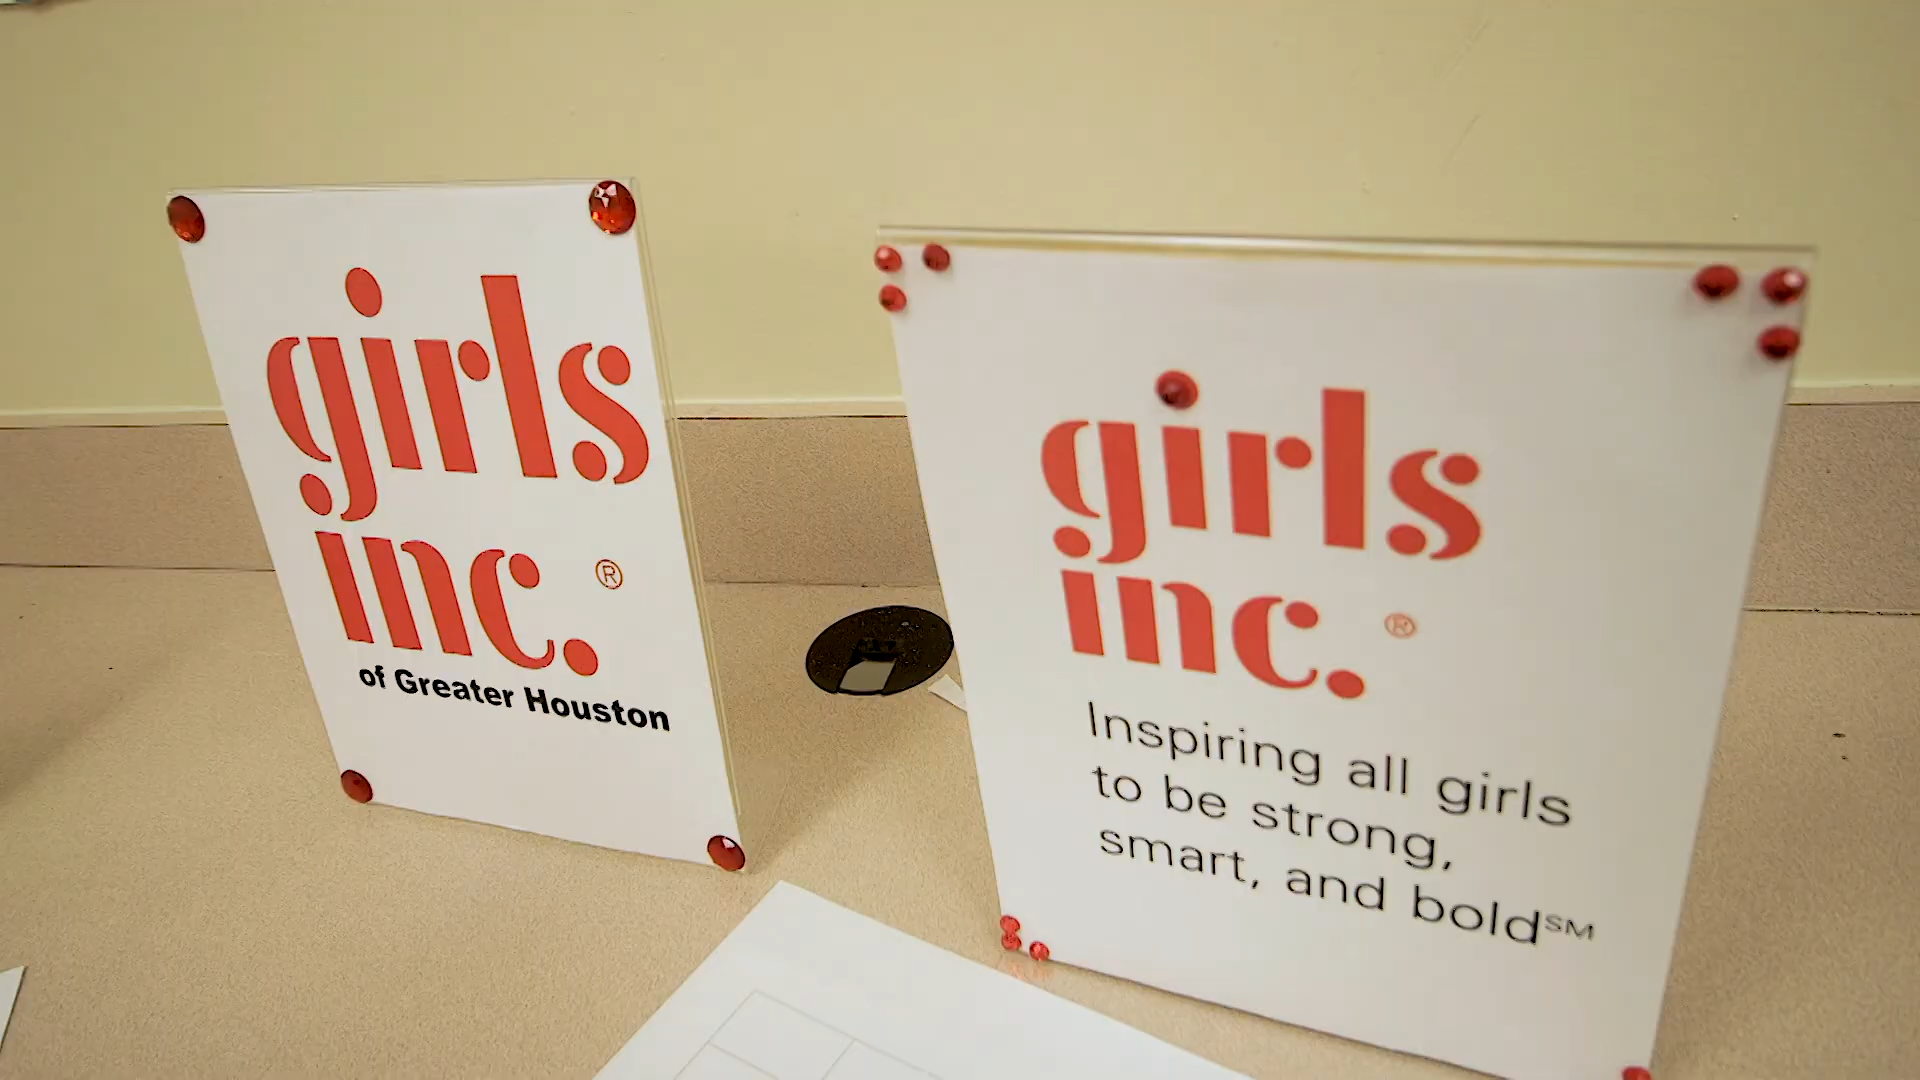 girls
inc.®
of Greater Houston
girls
inc.®
Inspiring all girls
to be strong,
smart, and bold℠